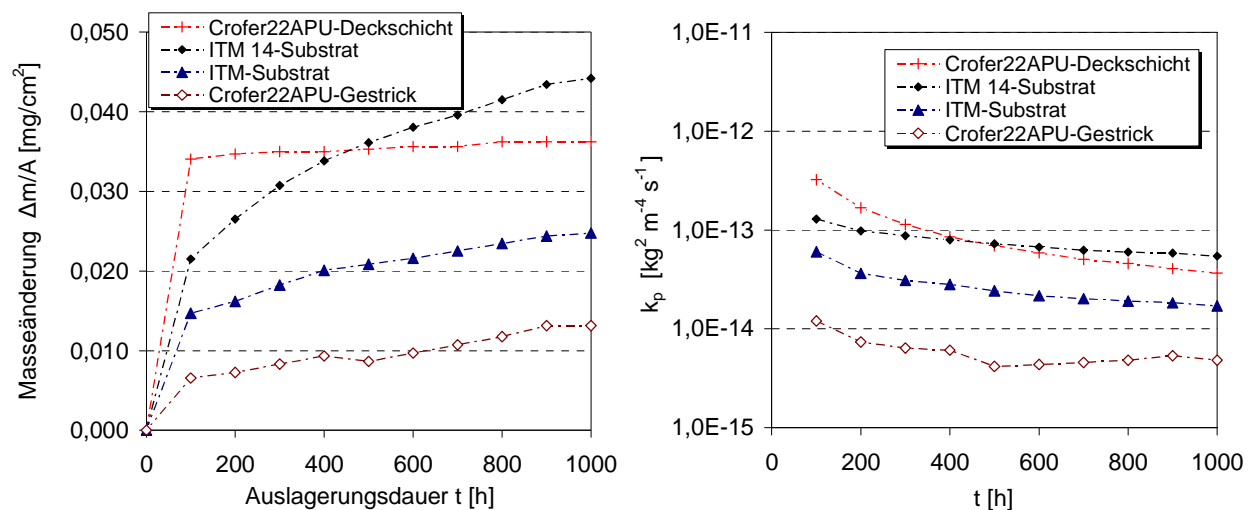 Masseänderung Δm/A [mg/cm²]
0,050
0,040
0,030
0,020
0,010
0,000
Crofer22APU-Deckschicht
ITM 14-Substrat
ITM-Substrat
Crofer22APU-Gestrick
0 200 400 600 800 1000
Auslagerungsdauer t [h]
kₚ [kg² m⁻⁴ s⁻¹]
1,0E-11
1,0E-12
1,0E-13
1,0E-14
1,0E-15
Crofer22APU-Deckschicht
ITM 14-Substrat
ITM-Substrat
Crofer22APU-Gestrick
0 200 400 600 800 1000
t [h]